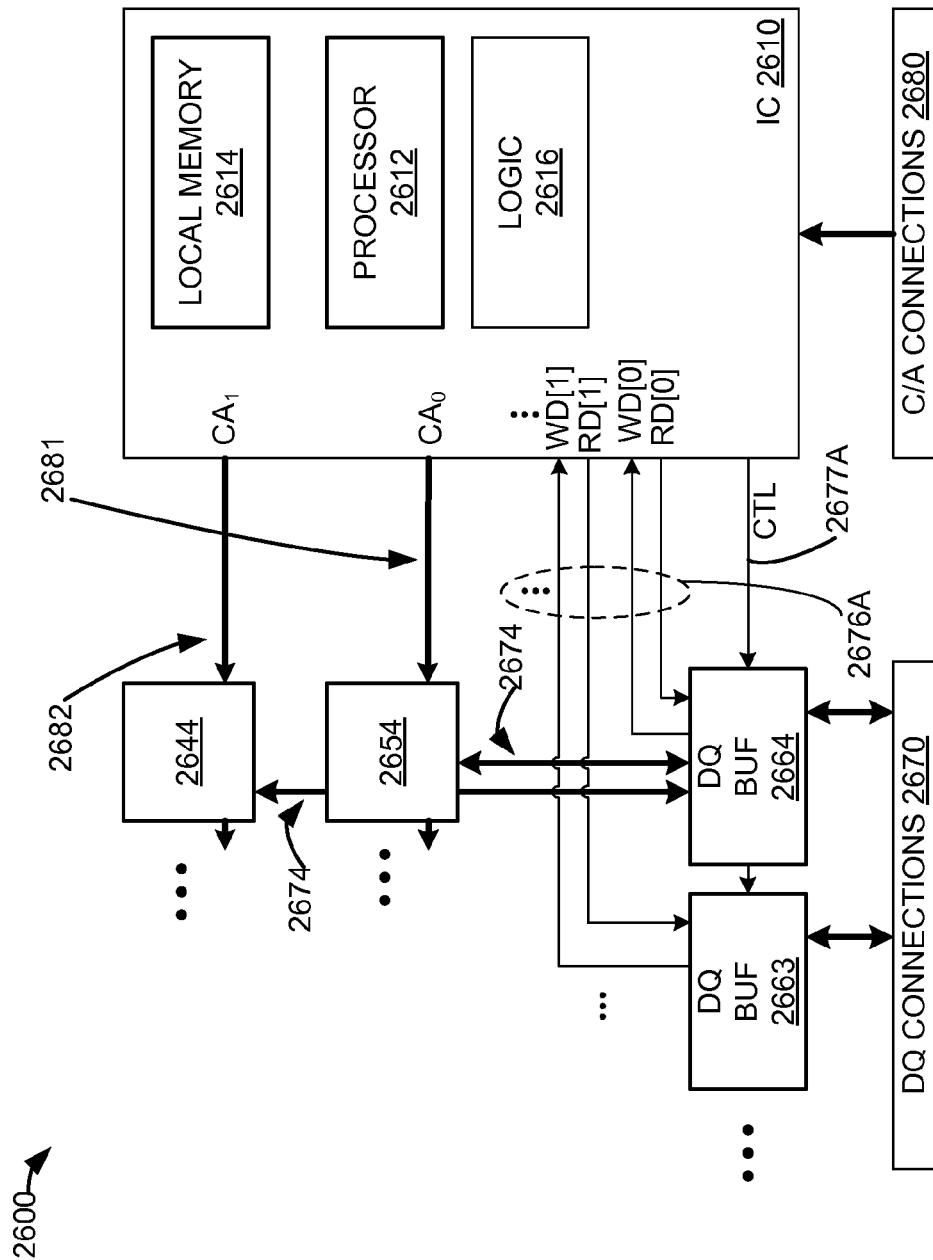 2600
LOCAL MEMORY
2614
PROCESSOR
2612
LOGIC
2616
IC 2610
CA1
CA0
⋮
WD[1]
RD[1]
WD[0]
RD[0]
2681
2682
2644
2654
2674
2674
...
...
...
...
...
CTL
2677A
2676A
DQ
BUF
2664
DQ
BUF
2663
DQ CONNECTIONS 2670
C/A CONNECTIONS 2680